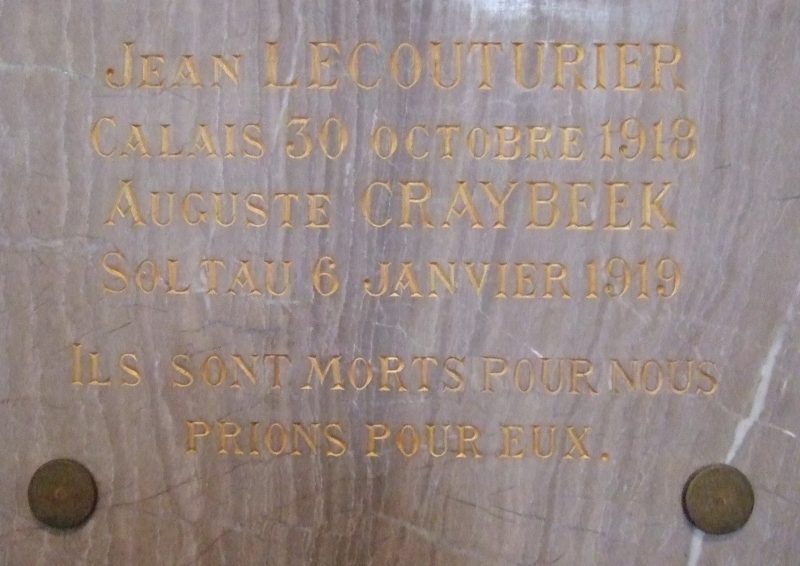 Jean LECOUTURIER
Calais 30 octobre 1918
Auguste CRAYBEEK
Soltau 6 janvier 1919
Ils sont morts pour nous
prions pour eux.